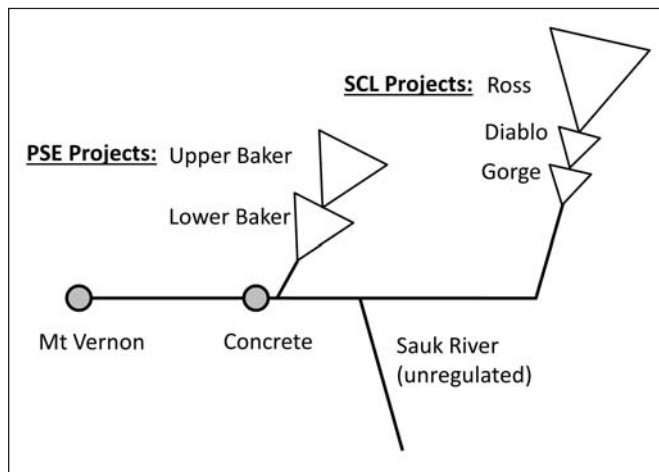 SCL Projects: Ross
Diablo
PSE Projects: Upper Baker
Gorge
Lower Baker
Mt Vernon
Concrete
Sauk River
(unregulated)